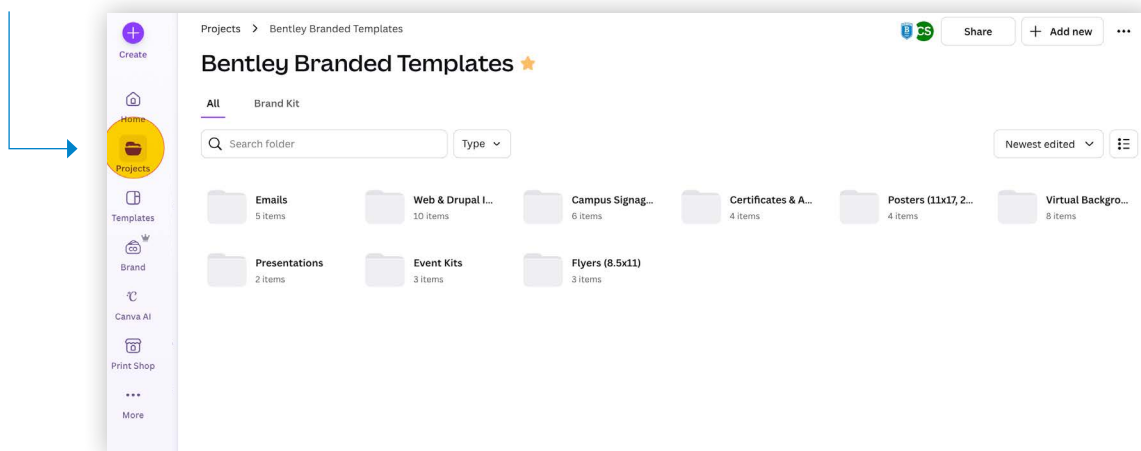 Create
Home
Projects
Templates
Brand
Canva AI
Print Shop
More
Projects > Bentley Branded Templates
CS
Share
+ Add new
Bentley Branded Templates
All
Brand Kit
Search folder
Type
Newest edited
Emails
5 items
Web & Drupal I...
10 items
Campus Signag...
6 items
Certificates & A...
4 items
Posters (11x17, 2...
4 items
Virtual Backgro...
8 items
Presentations
2 items
Event Kits
3 items
Flyers (8.5x11)
3 items